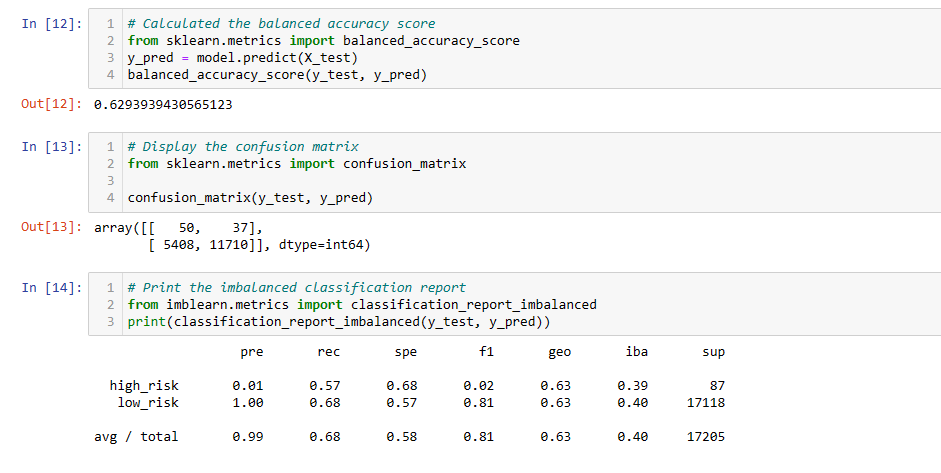 In [12]:
1 # Calculated the balanced accuracy score
2 from sklearn.metrics import balanced_accuracy_score
3 y_pred = model.predict(X_test)
4 balanced_accuracy_score(y_test, y_pred)
Out[12]: 0.6293939430565123
In [13]:
1 # Display the confusion matrix
2 from sklearn.metrics import confusion_matrix
3
4 confusion_matrix(y_test, y_pred)
Out[13]: array([[   50,    37],
       [ 5408, 11710]], dtype=int64)
In [14]:
1 # Print the imbalanced classification report
2 from imblearn.metrics import classification_report_imbalanced
3 print(classification_report_imbalanced(y_test, y_pred))
pre rec spe f1 geo iba sup
high_risk 0.01 0.57 0.68 0.02 0.63 0.39 87
low_risk 1.00 0.68 0.57 0.81 0.63 0.40 17118
avg / total 0.99 0.68 0.58 0.81 0.63 0.40 17205